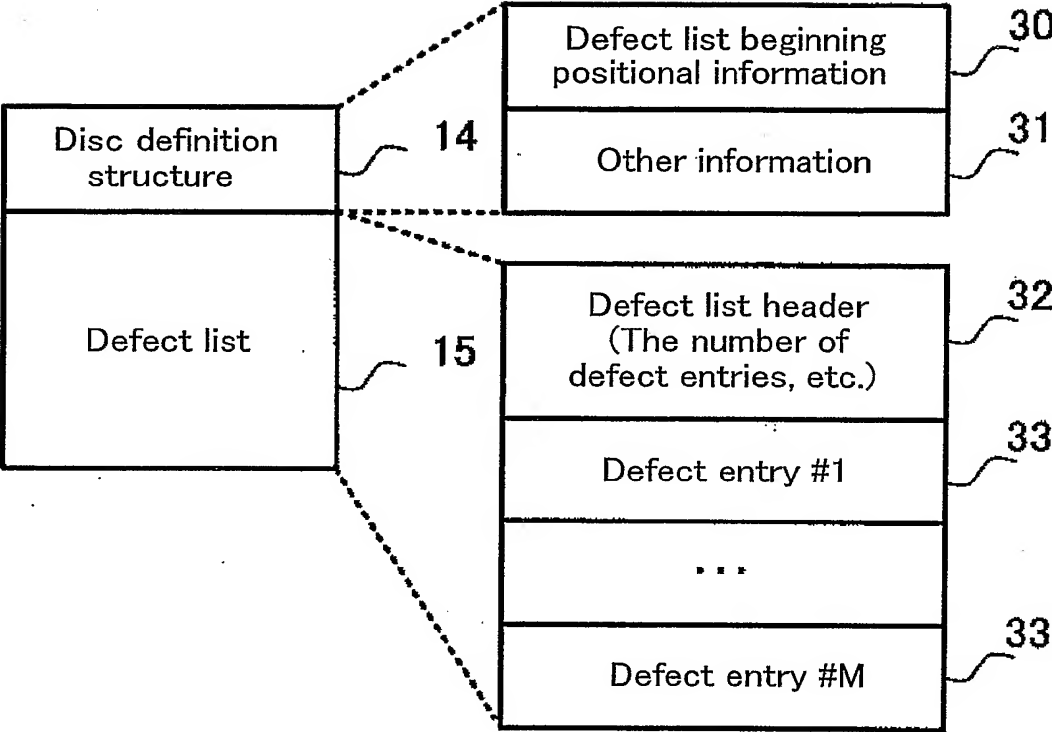 Disc definition
structure
14
Defect list
15
Defect list beginning
positional information
30
Other information
31
Defect list header
(The number of
defect entries, etc.)
32
Defect entry #1
33
...
Defect entry #M
33